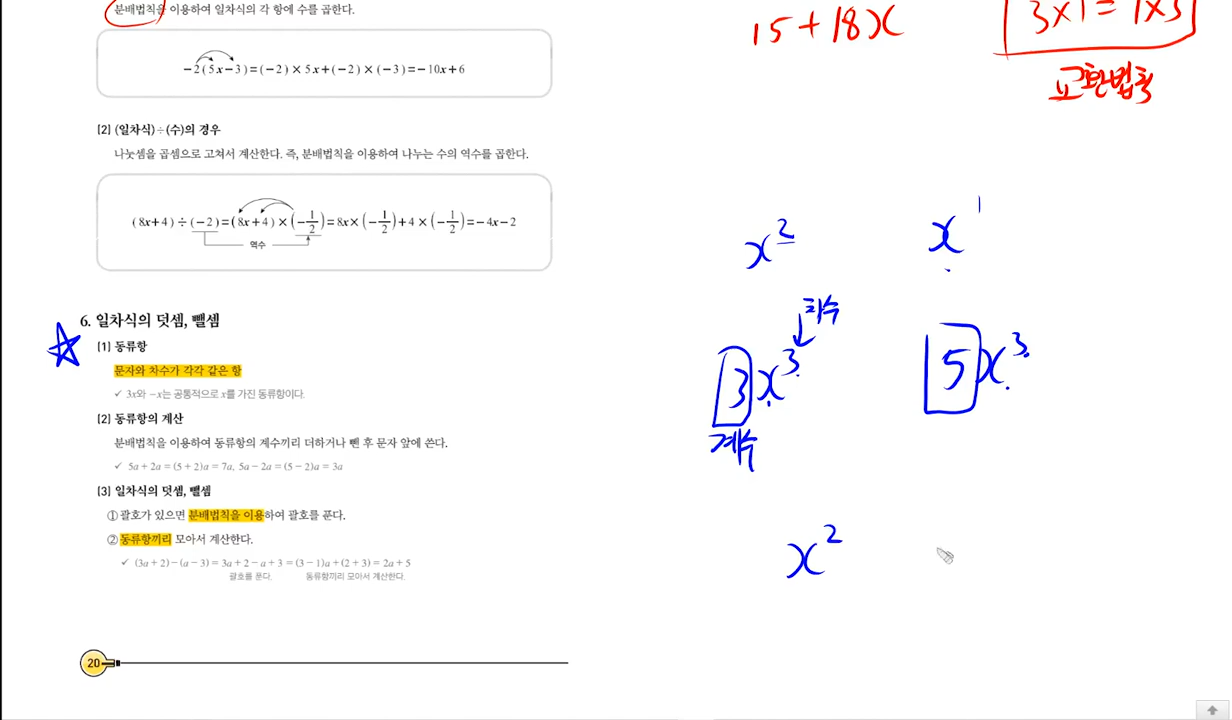 분배법칙을 이용하여 일차식의 각 항에 수를 곱한다.
-2(5x-3)=(-2)×5x+(-2)×(-3)=-10x+6
[2] (일차식)÷(수)의 경우
나눗셈을 곱셈으로 고쳐서 계산한다. 즉, 분배법칙을 이용하여 나누는 수의 역수를 곱한다.
(8x+4)÷(-2)=(8x+4)×(-1/2)=8x×(-1/2)+4×(-1/2)=-4x-2
역수
6. 일차식의 덧셈, 뺄셈
[1] 동류항
문자와 차수가 각각 같은 항
✓ 3x와 -x는 공통적으로 x를 가진 동류항이다.
[2] 동류항의 계산
분배법칙을 이용하여 동류항의 계수끼리 더하거나 뺀 후 문자 앞에 쓴다.
✓ 5a+2a=(5+2)a=7a, 5a-2a=(5-2)a=3a
[3] 일차식의 덧셈, 뺄셈
①괄호가 있으면 분배법칙을 이용하여 괄호를 푼다.
②동류항끼리 모아서 계산한다.
✓ (3a+2)-(a-3)=3a+2-a+3=(3-1)a+(2+3)=2a+5
괄호를 푼다. 동류항끼리 모아서 계산한다.
20
15+18x
3×1=1×3
교환법칙
x² x¹
차수
3x³ 5x³
계수
x²